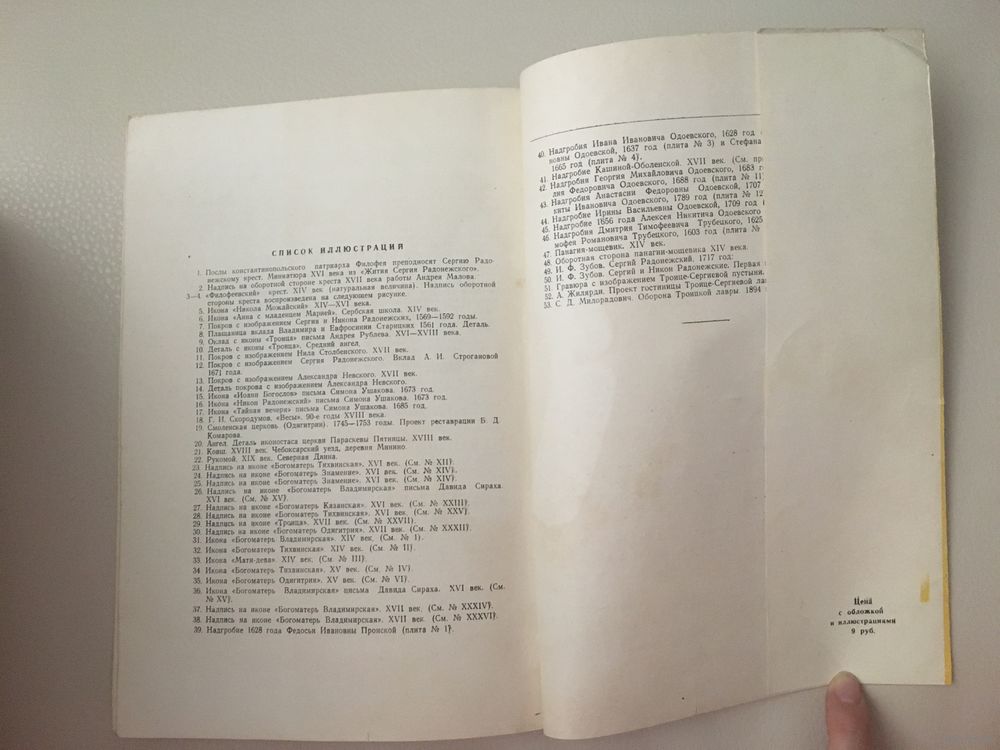 СПИСОК ИЛЛЮСТРАЦИЙ
1. Послы константинопольского патриарха Филофея преподносят Сергию Радо-
нежскому крест. Миниатюра XVI века из «Жития Сергия Радонежского».
2. Надпись на оборотной стороне креста XVII века работы Андрея Малова.
3—4 «Филофеевский» крест. XIV век (натуральная величина). Надпись оборотной
стороны креста воспроизведена на следующем рисунке.
5. Икона «Никола Можайский». XIV—XVI века.
6. Икона «Анна с младенцем Марией». Сербская школа. XIV век.
7. Покров с изображением Сергия и Никона Радонежских, 1569—1592 годы.
8. Плащаница вклада Владимира и Евфросинии Старицких 1561 года. Деталь.
9. Оклад с иконы «Троица» письма Андрея Рублева. XVI—XVIII века.
10. Деталь с иконы «Троица». Средний ангел.
11. Покров с изображением Нила Столбенского. XVII век.
12. Покров с изображением Сергия Радонежского. Вклад А. И. Строгановой
1671 года.
13. Покров с изображением Александра Невского. XVII век.
14. Деталь покрова с изображением Александра Невского.
15. Икона «Иоанн Богослов» письма Симона Ушакова. 1673 год.
16. Икона «Никон Радонежский» письма Симона Ушакова. 1673 год.
17. Икона «Тайная вечеря» письма Симона Ушакова. 1685 год.
18. Г. И. Скородумов. «Весы». 90-е годы XVIII века.
19. Смоленская церковь (Одигитрии). 1745—1753 годы. Проект реставрации Б. Д.
Комарова.
20. Ангел. Деталь иконостаса церкви Параскевы Пятницы. XVIII век.
21. Ковш. XVIII век. Чебоксарский уезд, деревня Минино.
22. Рукомой. XIX век. Северная Двина.
23. Надпись на иконе «Богоматерь Тихвинская». XVI век. (См. № XII).
24. Надпись на иконе «Богоматерь Знамение». XVI век. (См. № XIV).
25. Надпись на иконе «Богоматерь Знамение». XVI век. (См. № XIV).
26. Надпись на иконе «Богоматерь Владимирская» письма Давида Сираха.
XVI век. (См. № XV).
27. Надпись на иконе «Богоматерь Казанская». XVI век. (См. № XXIII).
28. Надпись на иконе «Богоматерь Тихвинская». XVI век. (См. № XXV).
29. Надпись на иконе «Троица». XVII век. (См. № XXVII).
30. Надпись на иконе «Богоматерь Одигитрия». XVII век. (См. № XXXII).
31. Икона «Богоматерь Владимирская». XIV век. (См. № I).
32. Икона «Богоматерь Тихвинская». XIV век. (См. № II).
33. Икона «Мати-дева». XIV век. (См. № III).
34 Икона «Богоматерь Тихвинская». XV век. (См. № IV).
35. Икона «Богоматерь Одигитрия». XV век. (См. № VI).
36. Икона «Богоматерь Владимирская» письма Давида Сираха. XVI век. (См.
№ XV).
37. Надпись на иконе «Богоматерь Владимирская». XVII век. (См. № XXXIV).
38. Надпись на иконе «Богоматерь Владимирская». XVII век. (См. № XXXVI).
39. Надгробие 1628 года Федосьи Ивановны Пронской (плита № 1).
40. Надгробия Ивана Ивановича Одоевского, 1628 год
новны Одоевской, 1637 год (плита № 3) и Стефана
1665 год (плита № 4).
41. Надгробие Кашиной-Оболенской. XVII век. (См.
42. Надгробия Георгия Михайловича Одоевского, 1683
лия Федоровича Одоевского, 1688 год (плита № 11)
43. Надгробия Анастасии Федоровны Одоевской, 1707
киты Ивановича Одоевского, 1789 год (плита № 12
44. Надгробие Ирины Васильевны Одоевской, 1709 год
45. Надгробие 1656 года Алексея Никитича Одоевского
46. Надгробия Дмитрия Тимофеевича Трубецкого, 1625
мофея Романовича Трубецкого, 1603 год (плита №
47. Панагия-мощевик. XIV век.
48. Оборотная сторона панагии-мощевика XIV века.
49. И. Ф. Зубов. Сергий Радонежский. 1717 год.
50. И. Ф. Зубов. Сергий и Никон Радонежские. Первая
51. Гравюра с изображением Троице-Сергиевой пустыни.
52. А. Жилярди. Проект гостиницы Троице-Сергиевой
53. С. Д. Милорадович. Оборона Троицкой лавры. 1894
Цена
с обложкой
и иллюстрациями
9 руб.